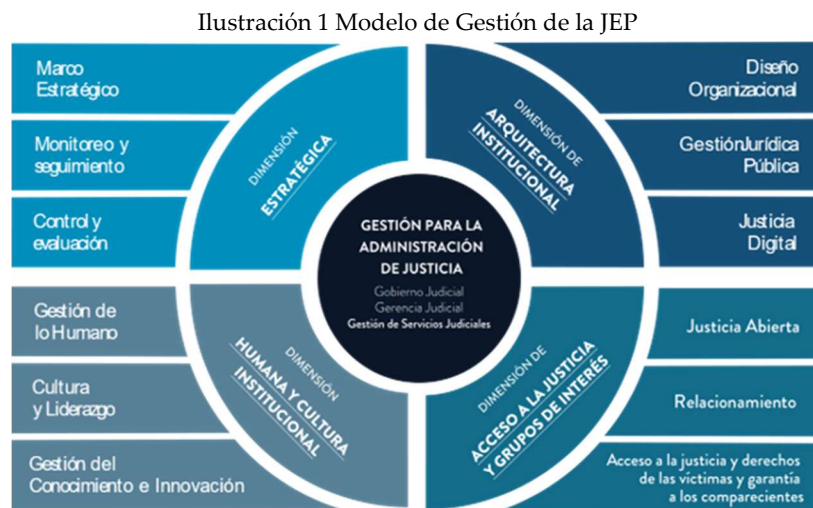 Ilustración 1 Modelo de Gestión de la JEP
Marco
Estratégico
Monitoreo y
seguimiento
Control y
evaluación
DIMENSIÓN
ESTRATÉGICA
DIMENSIÓN DE
ARQUITECTURA
INSTITUCIONAL
Diseño
Organizacional
GestiónJurídica
Pública
Justicia
Digital
GESTIÓN PARA LA
ADMINISTRACIÓN
DE JUSTICIA
Gobierno Judicial
Gerencia Judicial
Gestión de Servicios Judiciales
Gestión de
lo Humano
Cultura
y Liderazgo
Gestión del
Conocimiento e Innovación
DIMENSIÓN
HUMANA Y CULTURA
INSTITUCIONAL
DIMENSIÓN DE
ACCESO A LA JUSTICIA
Y GRUPOS DE INTERÉS
Justicia Abierta
Relacionamiento
Acceso a la justicia y derechos
de las víctimas y garantía
a los comparecientes